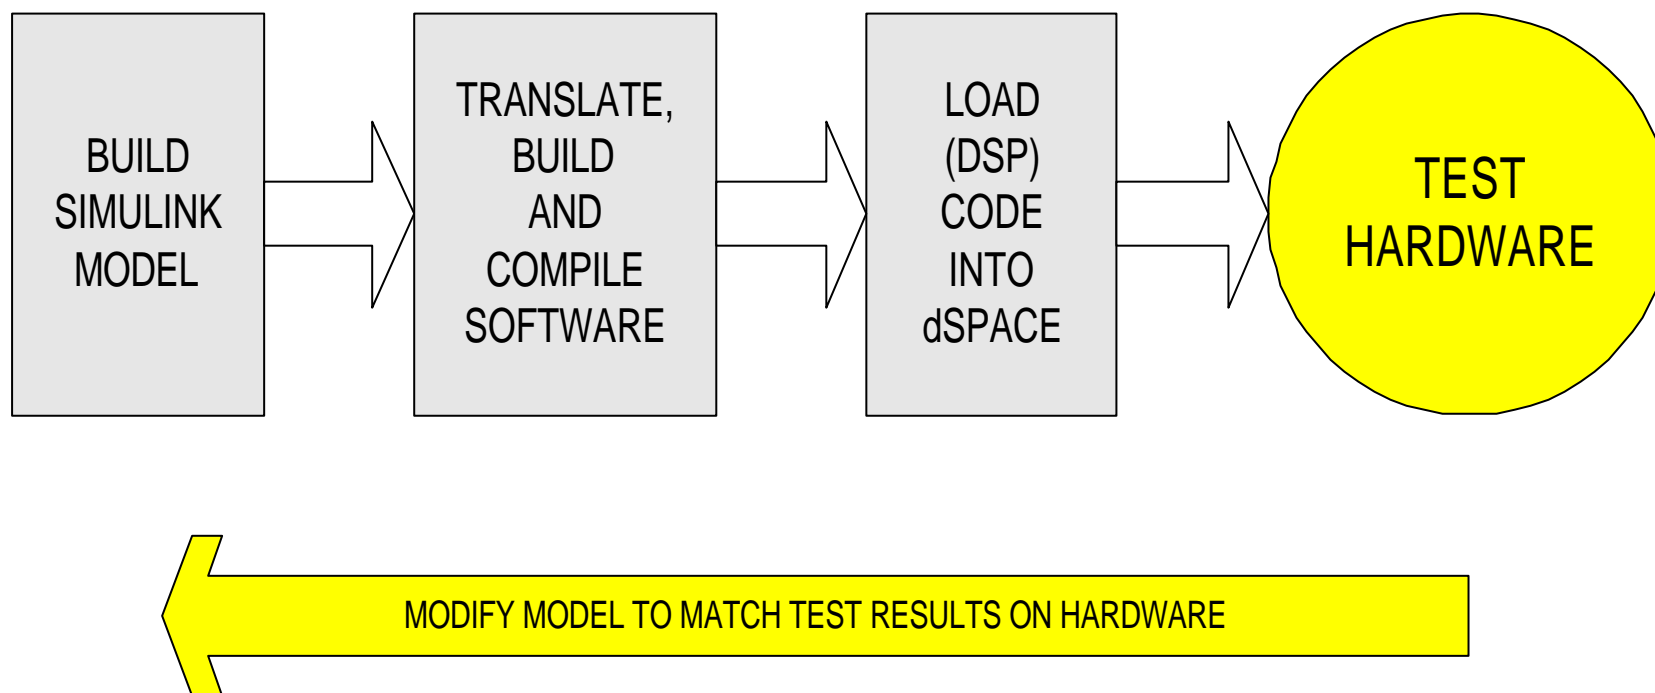 BUILD
SIMULINK
MODEL
TRANSLATE,
BUILD
AND
COMPILE
SOFTWARE
LOAD
(DSP)
CODE
INTO
dSPACE
TEST
HARDWARE
MODIFY MODEL TO MATCH TEST RESULTS ON HARDWARE